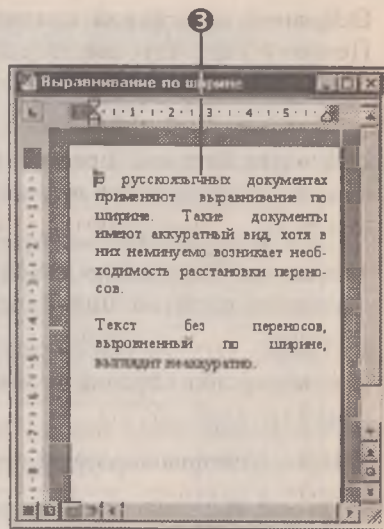 3
Выравнивание по ширине
· 1 · 1 · 1 · 2 · 1 · 3 · 1 · 4 · 1 · 5 · 1
В русскоязычных документах
применяют выравнивание по
ширине. Такие документы
имеют аккуратный вид, хотя в
них неминуемо возникает необ-
ходимость расстановки перено-
сов.
Текст без переносов,
выровненный по ширине,
выглядит неаккуратно.